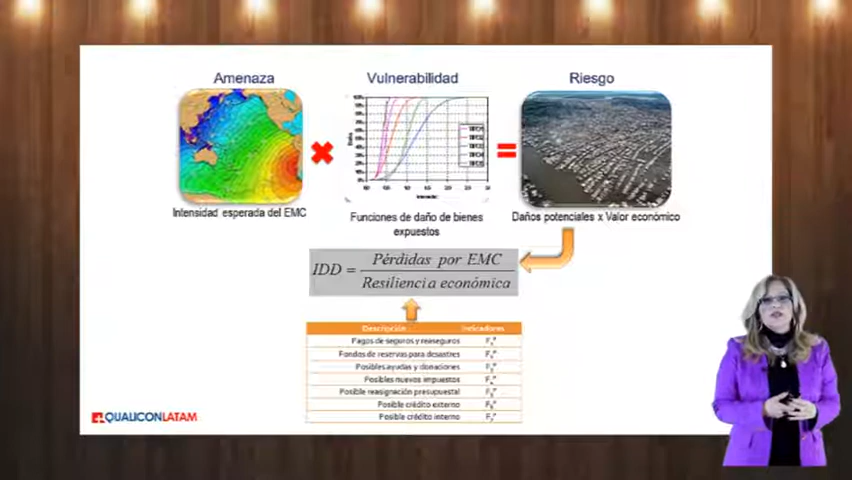 Amenaza
Vulnerabilidad
Riesgo
Intensidad esperada del EMC
Funciones de daño de bienes
expuestos
Daños potenciales x Valor económico
IDD = Pérdidas por EMC
Resiliencia económica
Descripción Indicadores
Pagos de seguros y reaseguros
Fondos de reservas para desastres
Posibles ayudas y donaciones
Posibles nuevos impuestos
Posible reasignación presupuestal
Posible crédito externo
Posible crédito interno
QUALICONLATAM